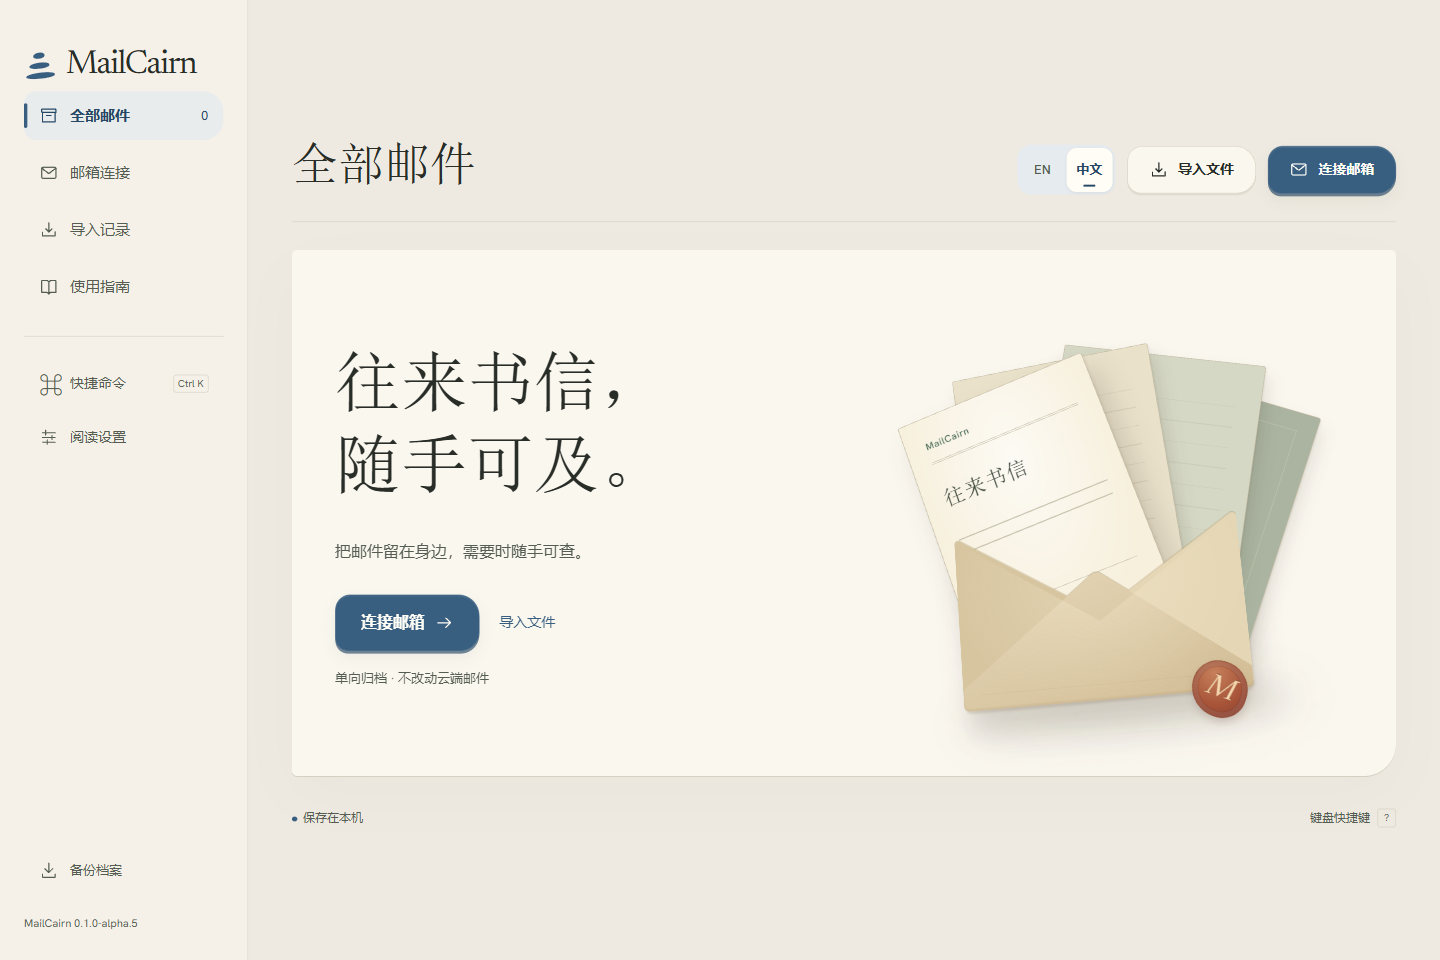 MailCairn
全部邮件 0
邮箱连接
导入记录
使用指南
快捷命令 Ctrl K
阅读设置
备份档案
MailCairn 0.1.0-alpha.5
全部邮件
EN 中文 导入文件 连接邮箱
往来书信，
随手可及。
把邮件留在身边，需要时随手可查。
连接邮箱 → 导入文件
单向归档 · 不改动云端邮件
MailCairn
往来书信
M
保存在本机
键盘快捷键 ?